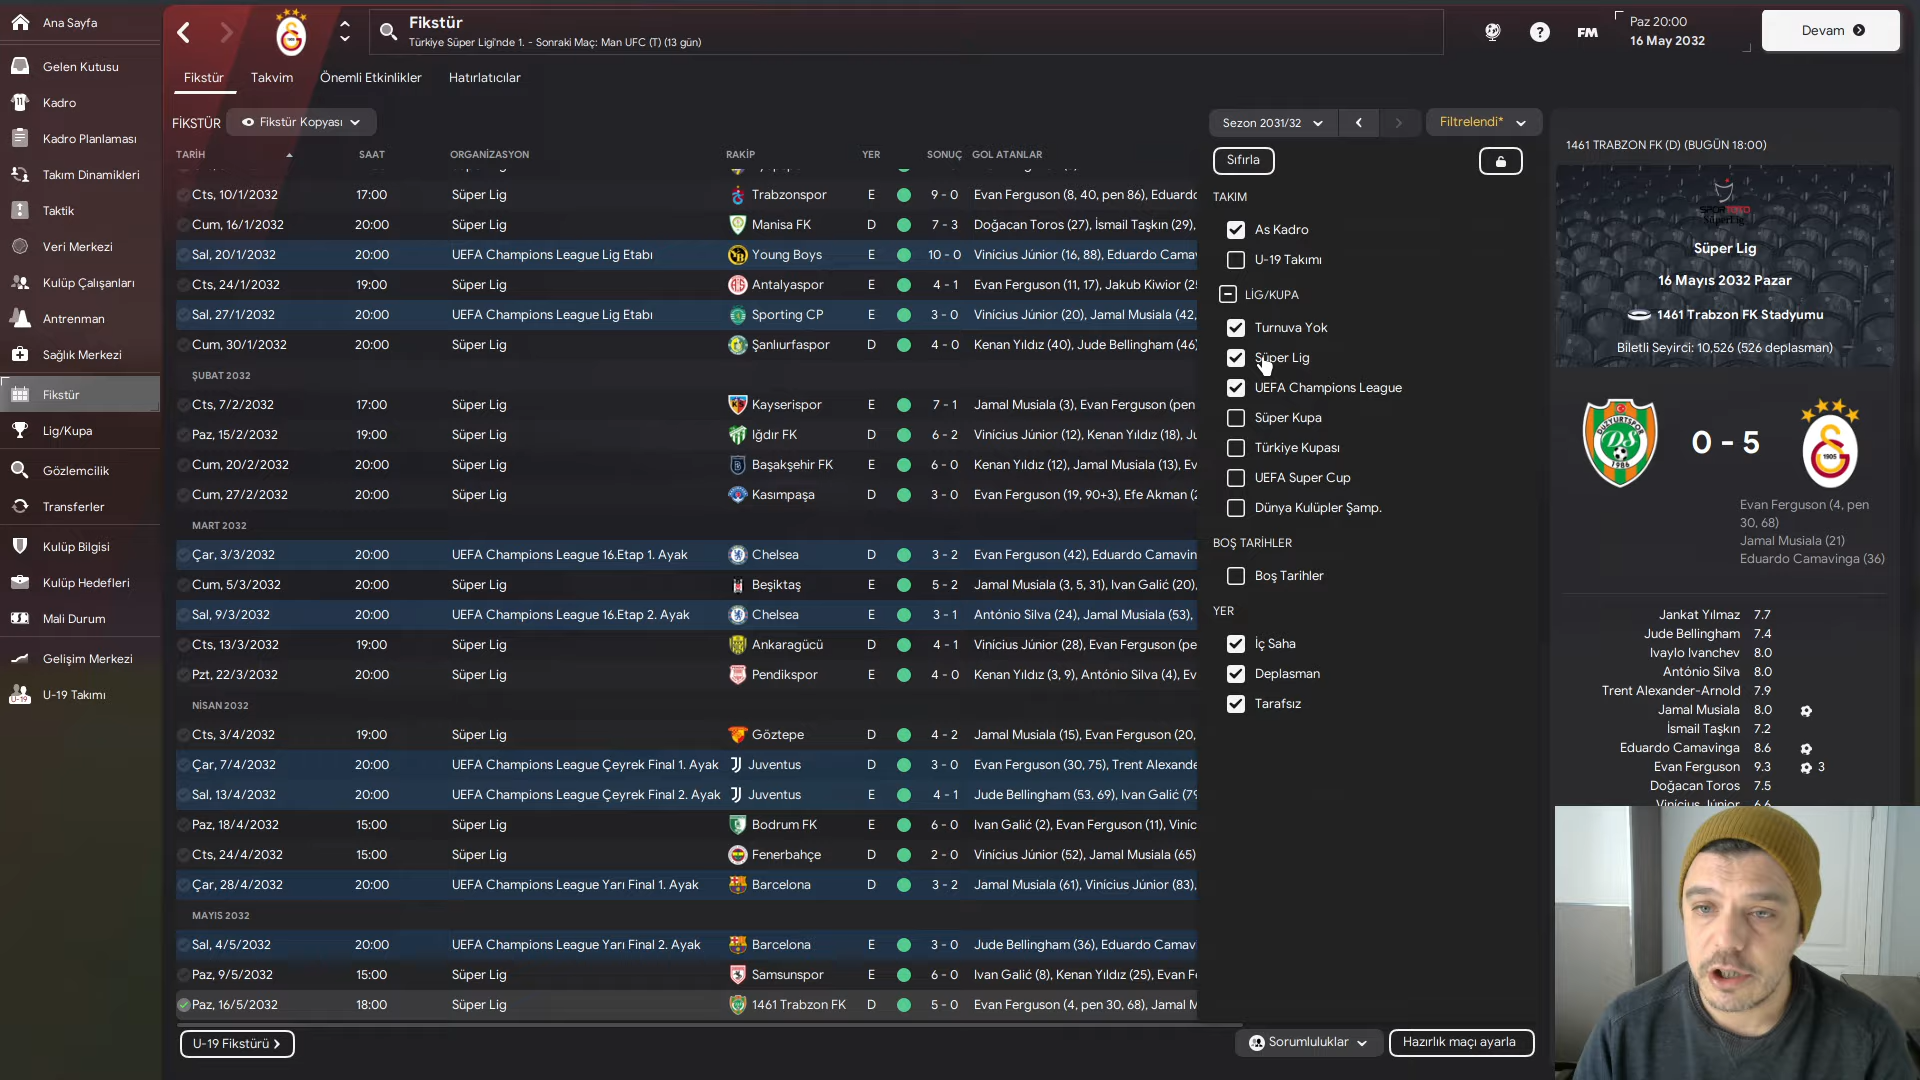 Ana Sayfa
Gelen Kutusu
Kadro
Kadro Planlaması
Takım Dinamikleri
Taktik
Veri Merkezi
Kulüp Çalışanları
Antrenman
Sağlık Merkezi
Fikstür
Lig/Kupa
Gözlemcilik
Transferler
Kulüp Bilgisi
Kulüp Hedefleri
Mali Durum
Gelişim Merkezi
U-19 Takımı
Fikstür
Türkiye Süper Ligi'nde 1. - Sonraki Maç: Man UFC (T) (13 gün)
FM
Paz 20:00
16 May 2032
Devam
Fikstür Takvim Önemli Etkinlikler Hatırlatıcılar
FİKSTÜR Fikstür Kopyası Sezon 2031/32 Filtrelendi*
TARİH SAAT ORGANİZASYON RAKİP YER SONUÇ GOL ATANLAR
Cts, 10/1/2032 17:00 Süper Lig Trabzonspor E 9 - 0 Evan Ferguson (8, 40, pen 86), Eduardo
Cum, 16/1/2032 20:00 Süper Lig Manisa FK D 7 - 3 Doğacan Toros (27), İsmail Taşkın (29),
Sal, 20/1/2032 20:00 UEFA Champions League Lig Etabı Young Boys E 10 - 0 Vinícius Júnior (16, 88), Eduardo Cama
Cts, 24/1/2032 19:00 Süper Lig Antalyaspor E 4 - 1 Evan Ferguson (11, 17), Jakub Kiwior (2
Sal, 27/1/2032 20:00 UEFA Champions League Lig Etabı Sporting CP E 3 - 0 Vinícius Júnior (20), Jamal Musiala (42,
Cum, 30/1/2032 20:00 Süper Lig Şanlıurfaspor D 4 - 0 Kenan Yıldız (40), Jude Bellingham (46)
ŞUBAT 2032
Cts, 7/2/2032 17:00 Süper Lig Kayserispor E 7 - 1 Jamal Musiala (3), Evan Ferguson (pen
Paz, 15/2/2032 19:00 Süper Lig Iğdır FK D 6 - 2 Vinícius Júnior (12), Kenan Yıldız (18), Ju
Cum, 20/2/2032 20:00 Süper Lig Başakşehir FK E 6 - 0 Kenan Yıldız (12), Jamal Musiala (13), Ev
Cum, 27/2/2032 20:00 Süper Lig Kasımpaşa D 3 - 0 Evan Ferguson (19, 90+3), Efe Akman (2
MART 2032
Çar, 3/3/2032 20:00 UEFA Champions League 16.Etap 1. Ayak Chelsea D 3 - 2 Evan Ferguson (42), Eduardo Camavin
Cum, 5/3/2032 20:00 Süper Lig Beşiktaş E 5 - 2 Jamal Musiala (3, 5, 31), Ivan Galić (20),
Sal, 9/3/2032 20:00 UEFA Champions League 16.Etap 2. Ayak Chelsea E 3 - 1 António Silva (24), Jamal Musiala (53),
Cts, 13/3/2032 19:00 Süper Lig Ankaragücü D 4 - 1 Vinícius Júnior (28), Evan Ferguson (pe
Pzt, 22/3/2032 20:00 Süper Lig Pendikspor E 4 - 0 Kenan Yıldız (3, 9), António Silva (4), Ev
NİSAN 2032
Cts, 3/4/2032 19:00 Süper Lig Göztepe D 4 - 2 Jamal Musiala (15), Evan Ferguson (20,
Çar, 7/4/2032 20:00 UEFA Champions League Çeyrek Final 1. Ayak Juventus D 3 - 0 Evan Ferguson (30, 75), Trent Alexande
Sal, 13/4/2032 20:00 UEFA Champions League Çeyrek Final 2. Ayak Juventus E 4 - 1 Jude Bellingham (53, 69), Ivan Galić (79
Paz, 18/4/2032 15:00 Süper Lig Bodrum FK E 6 - 0 Ivan Galić (2), Evan Ferguson (11), Viníc
Cts, 24/4/2032 15:00 Süper Lig Fenerbahçe D 2 - 0 Vinícius Júnior (52), Jamal Musiala (65)
Çar, 28/4/2032 20:00 UEFA Champions League Yarı Final 1. Ayak Barcelona D 3 - 2 Jamal Musiala (61), Vinícius Júnior (83),
MAYIS 2032
Sal, 4/5/2032 20:00 UEFA Champions League Yarı Final 2. Ayak Barcelona E 3 - 0 Jude Bellingham (36), Eduardo Camav
Paz, 9/5/2032 15:00 Süper Lig Samsunspor E 6 - 0 Ivan Galić (8), Kenan Yıldız (25), Evan F
Paz, 16/5/2032 18:00 Süper Lig 1461 Trabzon FK D 5 - 0 Evan Ferguson (4, pen 30, 68), Jamal M
U-19 Fikstürü
Sorumluluklar
Hazırlık maçı ayarla
Sıfırla
TAKIM
As Kadro
U-19 Takımı
LİG/KUPA
Turnuva Yok
Süper Lig
UEFA Champions League
Süper Kupa
Türkiye Kupası
UEFA Super Cup
Dünya Kulüpler Şamp.
BOŞ TARİHLER
Boş Tarihler
YER
İç Saha
Deplasman
Tarafsız
1461 TRABZON FK (D) (BUGÜN 18:00)
Süper Lig
16 Mayıs 2032 Pazar
1461 Trabzon FK Stadyumu
Biletli Seyirci: 10,526 (526 deplasman)
0 - 5
Evan Ferguson (4, pen
30, 68)
Jamal Musiala (21)
Eduardo Camavinga (36)
Jankat Yılmaz 7.7
Jude Bellingham 7.4
Ivaylo Ivanchev 8.0
António Silva 8.0
Trent Alexander-Arnold 7.9
Jamal Musiala 8.0
İsmail Taşkın 7.2
Eduardo Camavinga 8.6
Evan Ferguson 9.3 3
Doğacan Toros 7.5
Vinícius Júnior 6.6